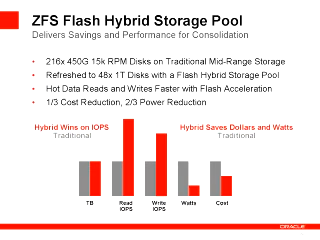 ZFS Flash Hybrid Storage Pool
Delivers Savings and Performance for Consolidation
• 216x 450G 15k RPM Disks on Traditional Mid-Range Storage
• Refreshed to 48x 1T Disks with a Flash Hybrid Storage Pool
• Hot Data Reads and Writes Faster with Flash Acceleration
• 1/3 Cost Reduction, 2/3 Power Reduction
Hybrid Wins on IOPS
Traditional
Hybrid Saves Dollars and Watts
Traditional
TB
Read
IOPS
Write
IOPS
Watts
Cost
ORACLE